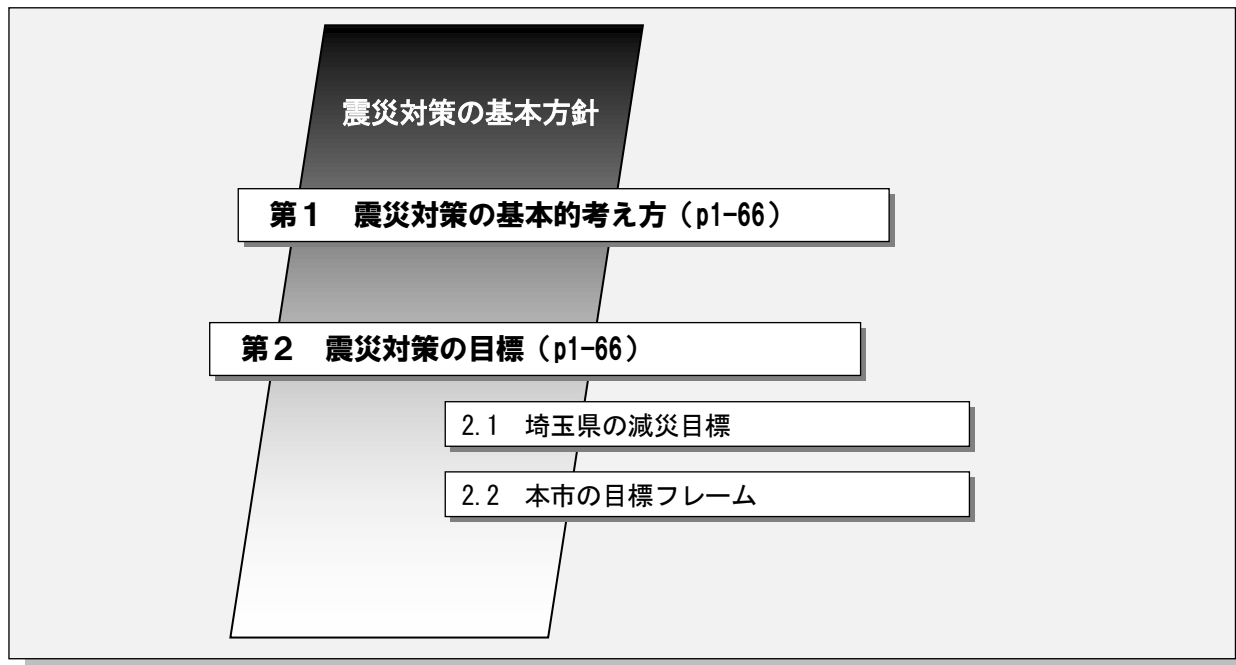 震災対策の基本方針
第１　震災対策の基本的考え方（p1-66）
第２　震災対策の目標（p1-66）
2.1　埼玉県の減災目標
2.2　本市の目標フレーム